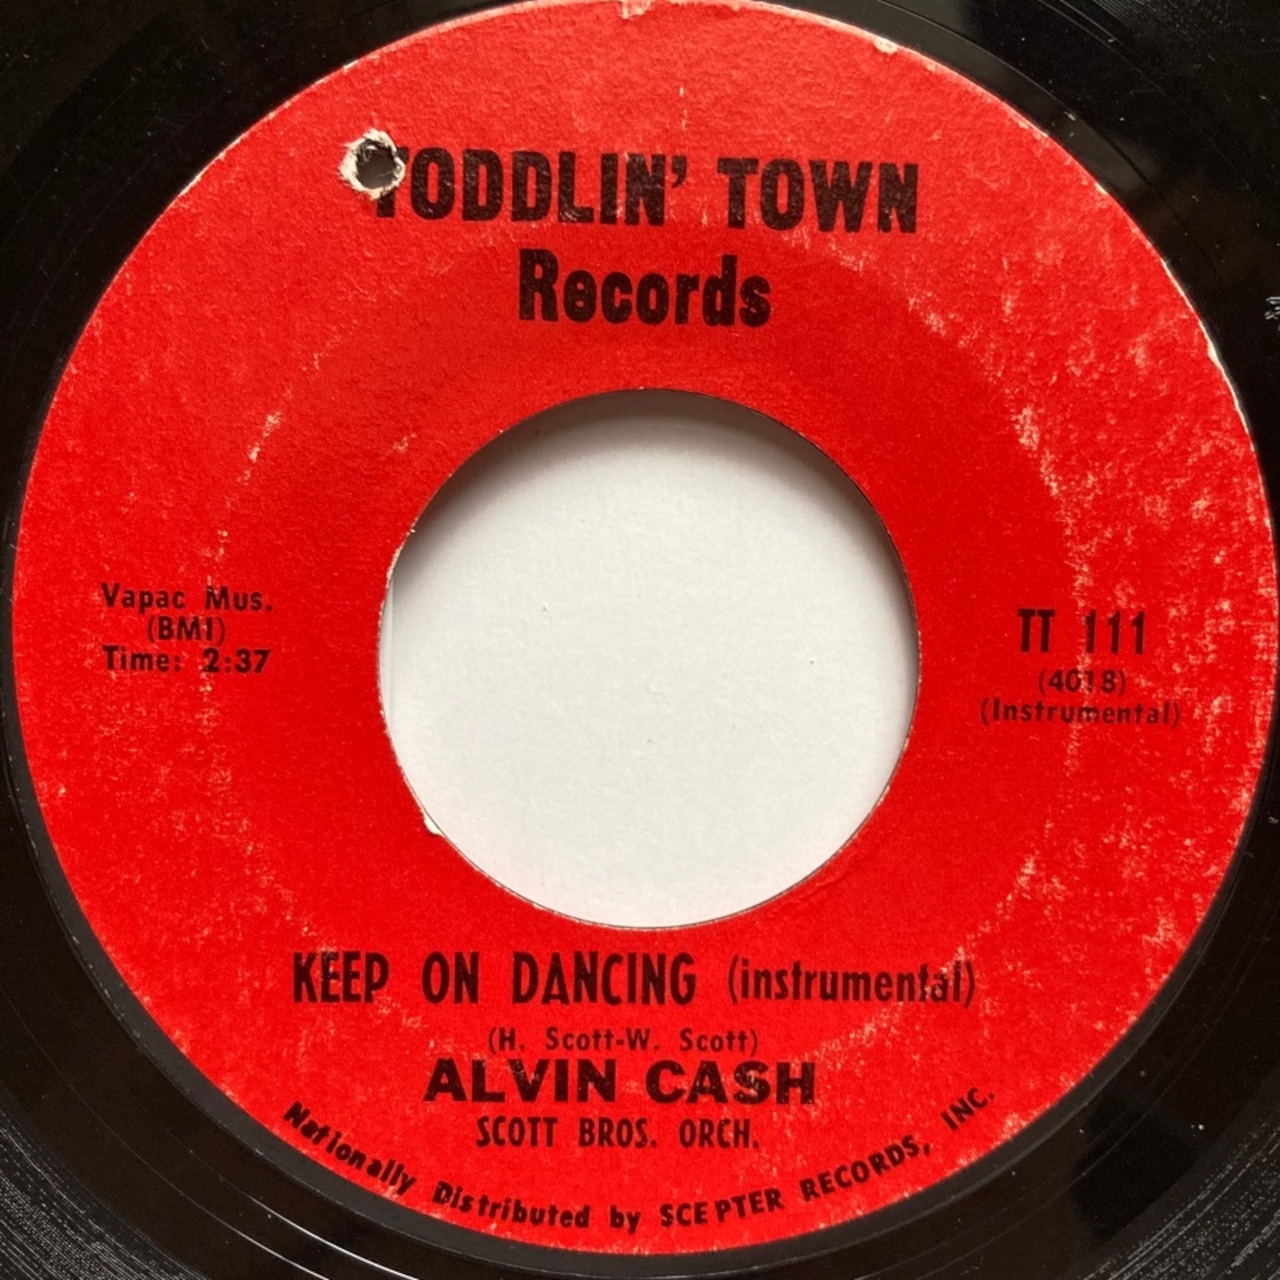 TODDLIN' TOWN
Records
Vapac Mus.
(BMI)
Time: 2:37
TT 111
(4018)
(Instrumental)
KEEP ON DANCING (instrumental)
(H. Scott-W. Scott)
ALVIN CASH
SCOTT BROS. ORCH.
Nationally Distributed by SCEPTER RECORDS, INC.